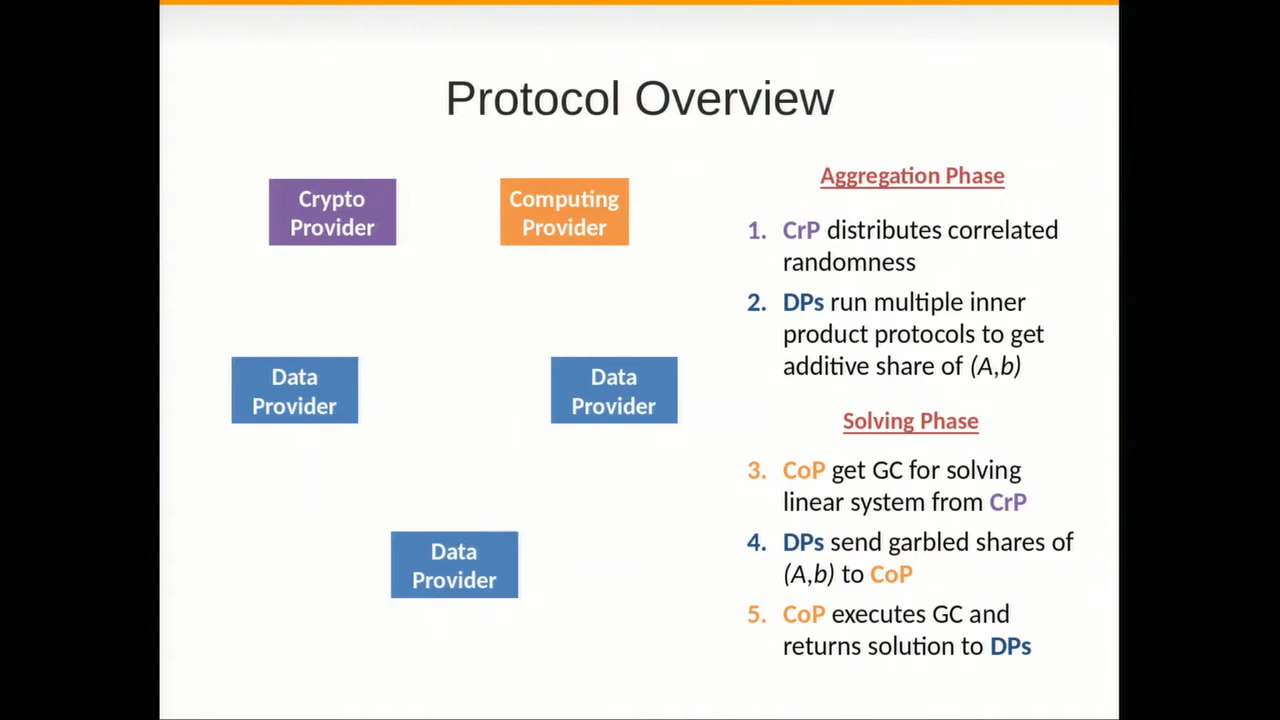 Protocol Overview
Crypto
Provider
Computing
Provider
Data
Provider
Data
Provider
Data
Provider
Aggregation Phase
1. CrP distributes correlated
randomness
2. DPs run multiple inner
product protocols to get
additive share of (A,b)
Solving Phase
3. CoP get GC for solving
linear system from CrP
4. DPs send garbled shares of
(A,b) to CoP
5. CoP executes GC and
returns solution to DPs